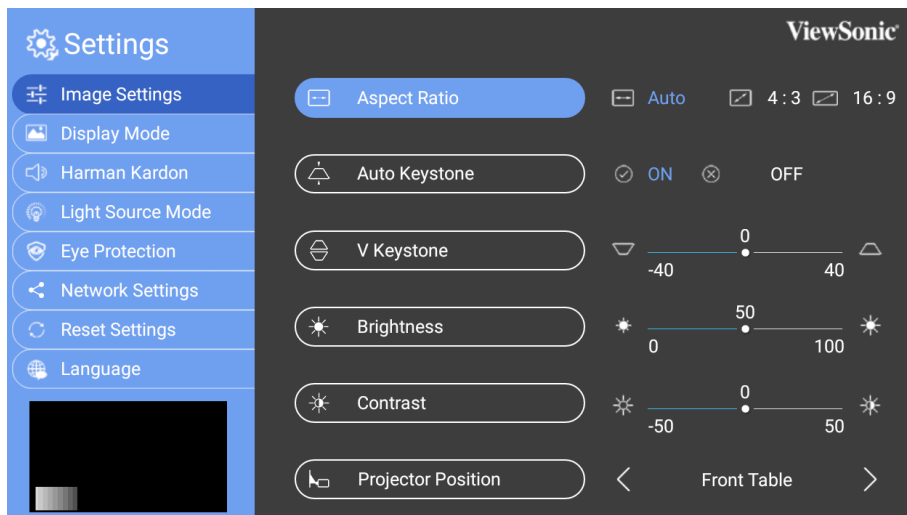 Settings
ViewSonic®
Image Settings
Display Mode
Harman Kardon
Light Source Mode
Eye Protection
Network Settings
Reset Settings
Language
Aspect Ratio Auto 4 : 3 16 : 9
Auto Keystone ON OFF
V Keystone 0
-40 40
Brightness 50
0 100
Contrast 0
-50 50
Projector Position Front Table